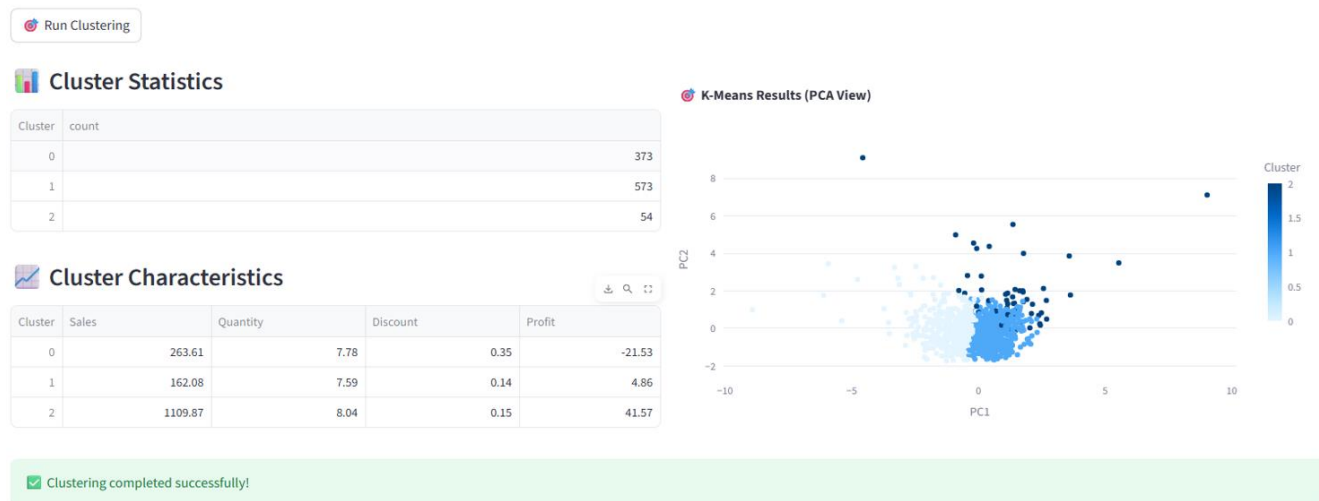 🎯 Run Clustering
📊 Cluster Statistics
Cluster count
0 373
1 573
2 54
📈 Cluster Characteristics
Cluster Sales Quantity Discount Profit
0 263.61 7.78 0.35 -21.53
1 162.08 7.59 0.14 4.86
2 1109.87 8.04 0.15 41.57
🎯 K-Means Results (PCA View)
PC2
8
6
4
2
0
−2
−10 −5 0 5 10
PC1
Cluster
2
1.5
1
0.5
0
✅ Clustering completed successfully!